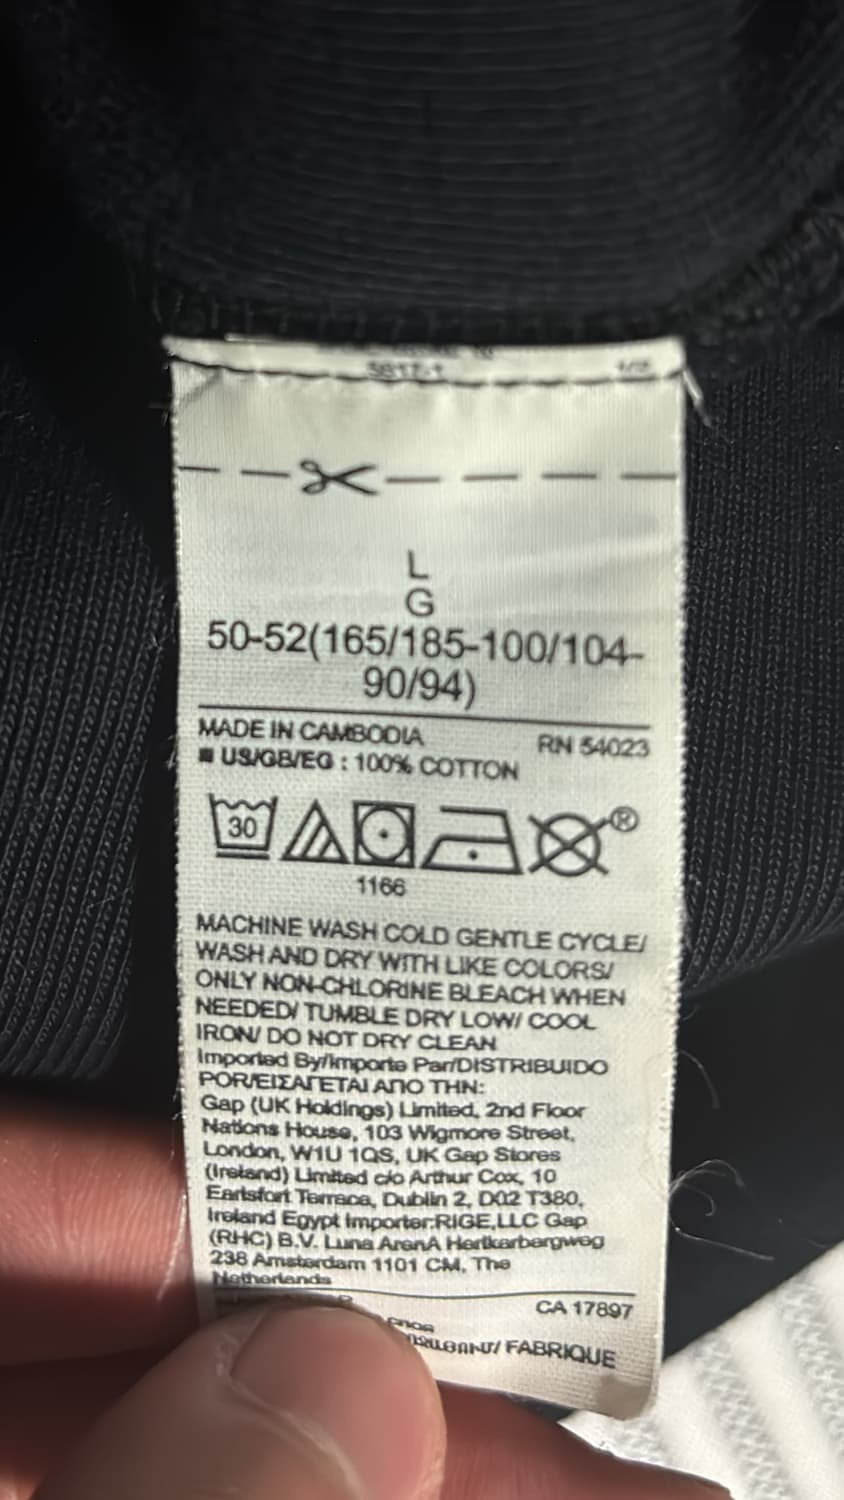 L
G
50-52(165/185-100/104-
90/94)
MADE IN CAMBODIA RN 54023
■ US/GB/EG : 100% COTTON
30
®
1166
MACHINE WASH COLD GENTLE CYCLE/
WASH AND DRY WITH LIKE COLORS/
ONLY NON-CHLORINE BLEACH WHEN
NEEDED/ TUMBLE DRY LOW/ COOL
IRON/ DO NOT DRY CLEAN
Imported By/Importe Par/DISTRIBUIDO
POR/ΕΙΣΑΓΕΤΑΙ ΑΠΟ ΤΗΝ:
Gap (UK Holdings) Limited, 2nd Floor
Nations House, 103 Wigmore Street,
London, W1U 1QS, UK Gap Stores
(Ireland) Limited c/o Arthur Cox, 10
Earlsfort Terrace, Dublin 2, D02 T380,
Ireland Egypt Importer:RIGE,LLC Gap
(RHC) B.V. Luna ArenA Herikerbergweg
238 Amsterdam 1101 CM, The
Netherlands
CA 17897
FABRIQUE